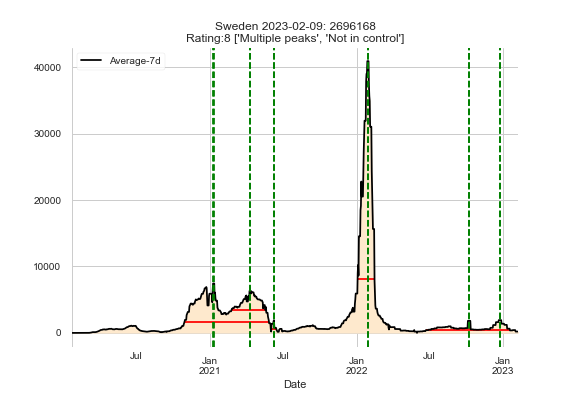 Sweden 2023-02-09: 2696168
Rating:8 ['Multiple peaks', 'Not in control']
Average-7d
40000
30000
20000
10000
0
Jul
Jan
2021
Jul
Jan
2022
Jul
Jan
2023
Date